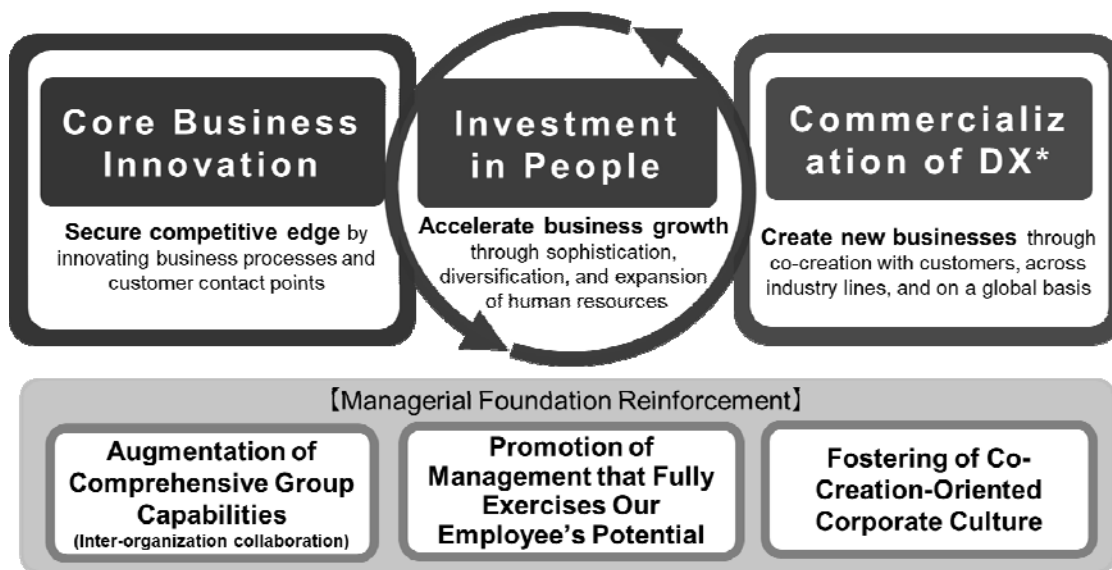 Core Business
Innovation
Secure competitive edge by
innovating business processes and
customer contact points
Investment
in People
Accelerate business growth
through sophistication,
diversification, and expansion
of human resources
Commercializ
ation of DX*
Create new businesses through
co-creation with customers, across
industry lines, and on a global basis
【Managerial Foundation Reinforcement】
Augmentation of
Comprehensive Group
Capabilities
(Inter-organization collaboration)
Promotion of
Management that Fully
Exercises Our
Employee's Potential
Fostering of Co-
Creation-Oriented
Corporate Culture